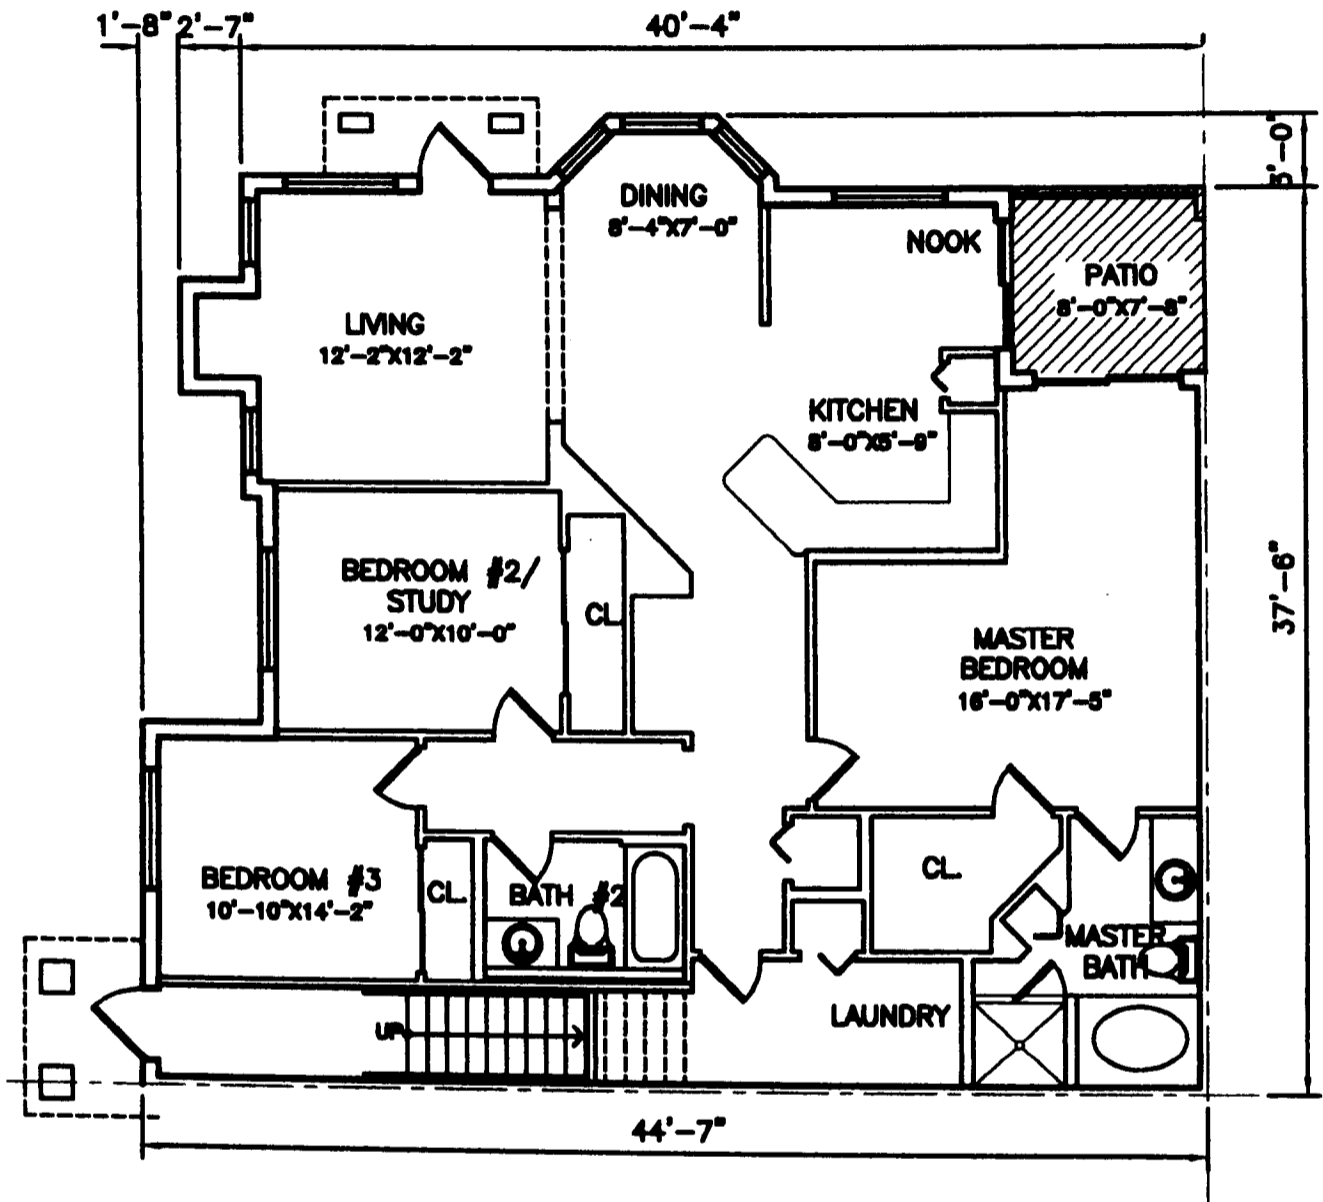 1'-8" 2'-7" 40'-4"
3'-0"
DINING
8'-4"X7'-0"
NOOK
PATIO
8'-0"X7'-8"
LIVING
12'-2"X12'-2"
KITCHEN
8'-0"X5'-9"
37'-6"
BEDROOM #2/
STUDY
12'-0"X10'-0"
CL.
MASTER
BEDROOM
16'-0"X17'-5"
BEDROOM #3
10'-10"X14'-2"
CL.
BATH #2
CL.
MASTER
BATH
UP
LAUNDRY
44'-7"